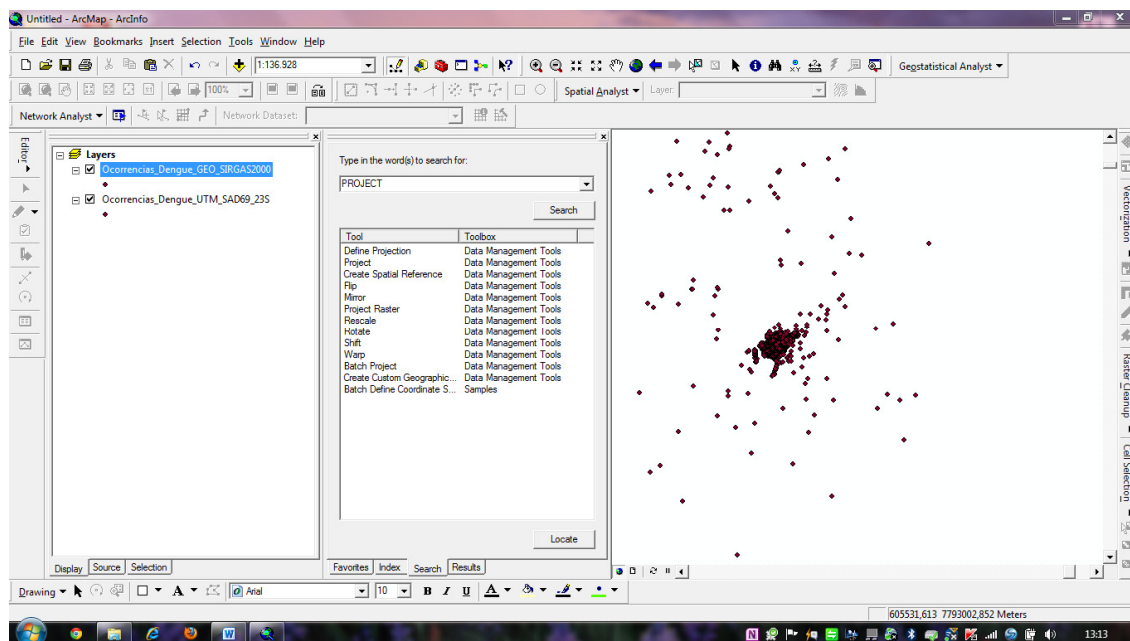 Untitled - ArcMap - ArcInfo
File Edit View Bookmarks Insert Selection Tools Window Help
1:136.928
Geostatistical Analyst
100%
Spatial Analyst
Layer:
Network Analyst
Network Dataset:
Editor
Layers
Ocorrencias_Dengue_GEO_SIRGAS2000
Ocorrencias_Dengue_UTM_SAD69_23S
Type in the word(s) to search for:
PROJECT
Search
Tool Toolbox
Define Projection Data Management Tools
Project Data Management Tools
Create Spatial Reference Data Management Tools
Flip Data Management Tools
Mirror Data Management Tools
Project Raster Data Management Tools
Rescale Data Management Tools
Rotate Data Management Tools
Shift Data Management Tools
Warp Data Management Tools
Batch Project Data Management Tools
Create Custom Geographic... Data Management Tools
Batch Define Coordinate S... Samples
Locate
Display Source Selection
Favorites Index Search Results
Vectorization
Raster Cleanup
Cell Selection
Drawing
A
Arial
10
B I U A
605531,613 7793002,852 Meters
13:13